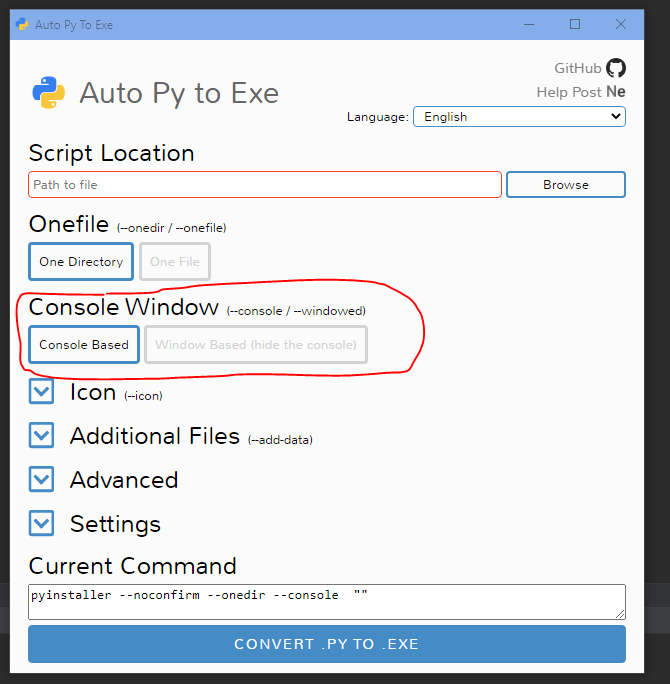 Auto Py To Exe
GitHub
Auto Py to Exe
Help Post Ne
Language: English
Script Location
Path to file Browse
Onefile (--onedir / --onefile)
One Directory One File
Console Window (--console / --windowed)
Console Based Window Based (hide the console)
Icon (--icon)
Additional Files (--add-data)
Advanced
Settings
Current Command
pyinstaller --noconfirm --onedir --console  ""
CONVERT .PY TO .EXE